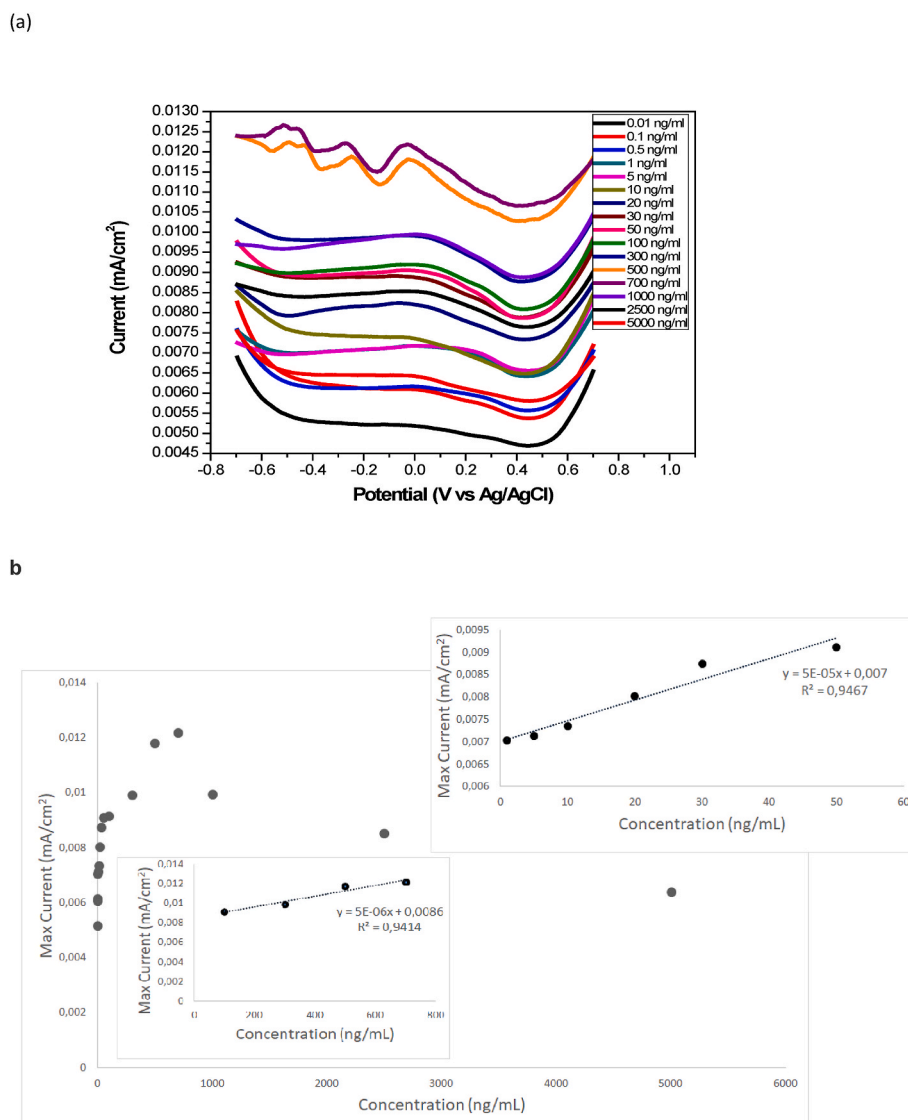 (a)
0.0130
0.0125
0.0120
0.0115
0.0110
0.0105
0.0100
0.0095
0.0090
0.0085
0.0080
0.0075
0.0070
0.0065
0.0060
0.0055
0.0050
0.0045
Current (mA/cm²)
-0.8 -0.6 -0.4 -0.2 0.0 0.2 0.4 0.6 0.8 1.0
Potential (V vs Ag/AgCl)
0.01 ng/ml
0.1 ng/ml
0.5 ng/ml
1 ng/ml
5 ng/ml
10 ng/ml
20 ng/ml
30 ng/ml
50 ng/ml
100 ng/ml
300 ng/ml
500 ng/ml
700 ng/ml
1000 ng/ml
2500 ng/ml
5000 ng/ml
b
0,0095
0,009
0,0085
0,008
0,0075
0,007
0,0065
0,006
Max Current (mA/cm²)
y = 5E-05x + 0,007
R² = 0,9467
0 10 20 30 40 50 60
Concentration (ng/mL)
0,014
0,012
0,01
0,008
0,006
0,004
0,002
0
Max Current (mA/cm²)
0,014
0,012
0,01
0,008
0,006
0,004
0,002
0
Max Current (mA/cm²)
y = 5E-06x + 0,0086
R² = 0,9414
0 200 400 600 800
Concentration (ng/mL)
0 1000 2000 3000 4000 5000 6000
Concentration (ng/mL)